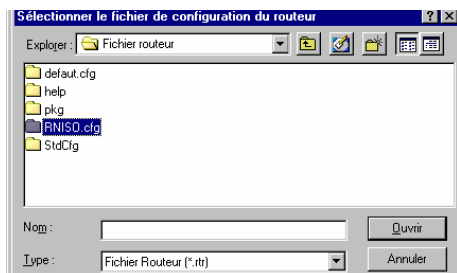 Sélectionner le fichier de configuration du routeur
Explorer : Fichier routeur
defaut.cfg
help
pkg
RNISO.cfg
StdCfg
Nom :
Ouvrir
Type : Fichier Routeur (*.rtr)
Annuler